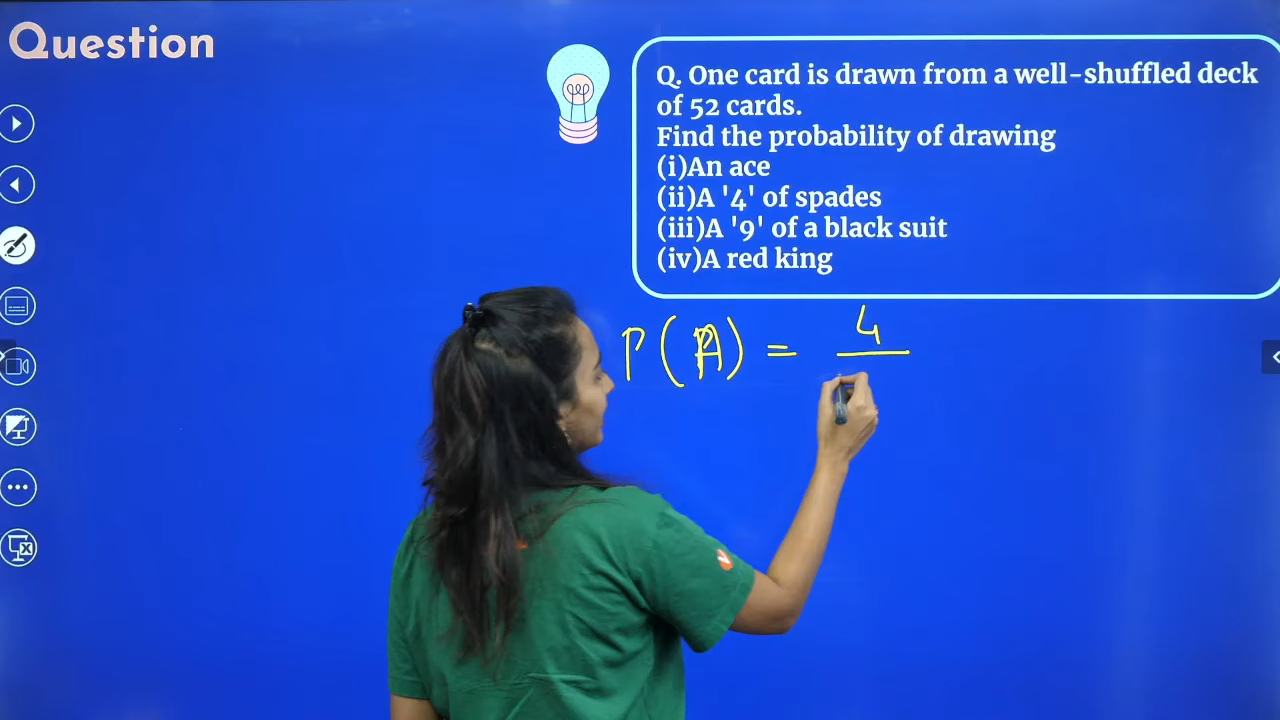 Question
Q. One card is drawn from a well-shuffled deck
of 52 cards.
Find the probability of drawing
(i)An ace
(ii)A '4' of spades
(iii)A '9' of a black suit
(iv)A red king
P(A) = 4